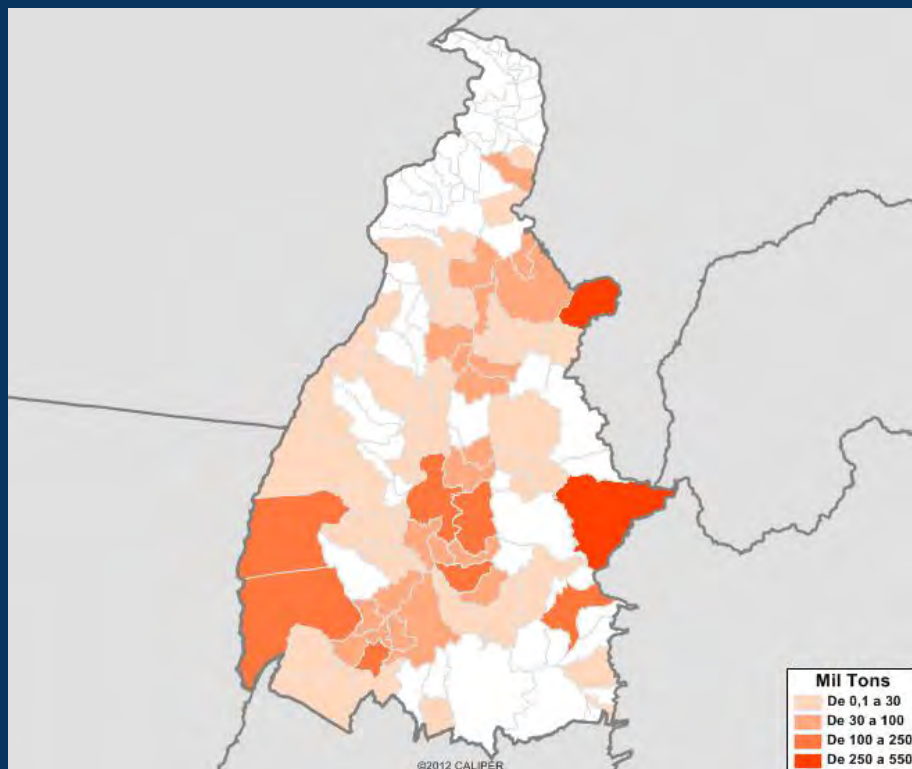 Mil Tons
De 0,1 a 30
De 30 a 100
De 100 a 250
De 250 a 550
©2012 CALIPER